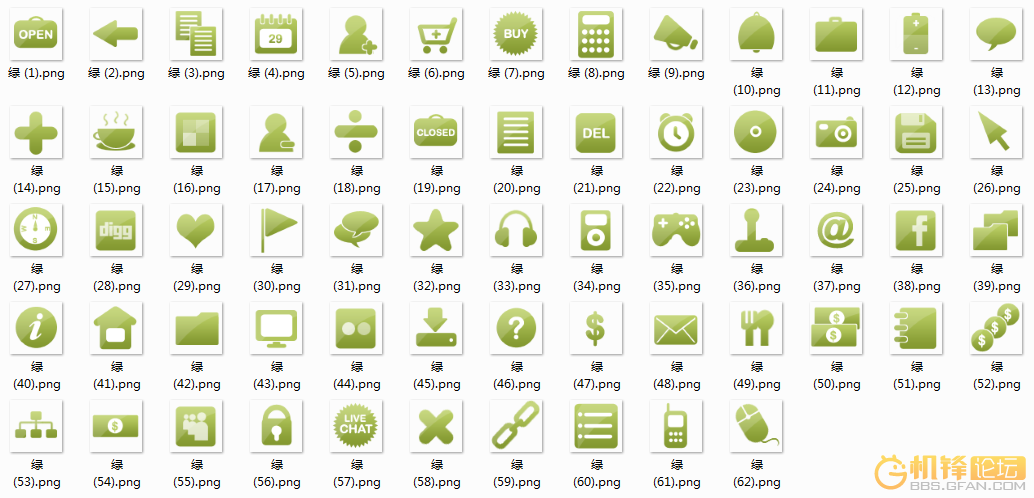 OPEN
29
BUY
绿 (1).png 绿 (2).png 绿 (3).png 绿 (4).png 绿 (5).png 绿 (6).png 绿 (7).png 绿 (8).png 绿 (9).png 绿 (10).png 绿 (11).png 绿 (12).png 绿 (13).png
CLOSED
DEL
绿 (14).png 绿 (15).png 绿 (16).png 绿 (17).png 绿 (18).png 绿 (19).png 绿 (20).png 绿 (21).png 绿 (22).png 绿 (23).png 绿 (24).png 绿 (25).png 绿 (26).png
N
S
digg
@
f
绿 (27).png 绿 (28).png 绿 (29).png 绿 (30).png 绿 (31).png 绿 (32).png 绿 (33).png 绿 (34).png 绿 (35).png 绿 (36).png 绿 (37).png 绿 (38).png 绿 (39).png
i
?
$
$
$
$
$
$
绿 (40).png 绿 (41).png 绿 (42).png 绿 (43).png 绿 (44).png 绿 (45).png 绿 (46).png 绿 (47).png 绿 (48).png 绿 (49).png 绿 (50).png 绿 (51).png 绿 (52).png
$
LIVE
CHAT
绿 (53).png 绿 (54).png 绿 (55).png 绿 (56).png 绿 (57).png 绿 (58).png 绿 (59).png 绿 (60).png 绿 (61).png 绿 (62).png
机锋论坛
BBS.GFAN.COM